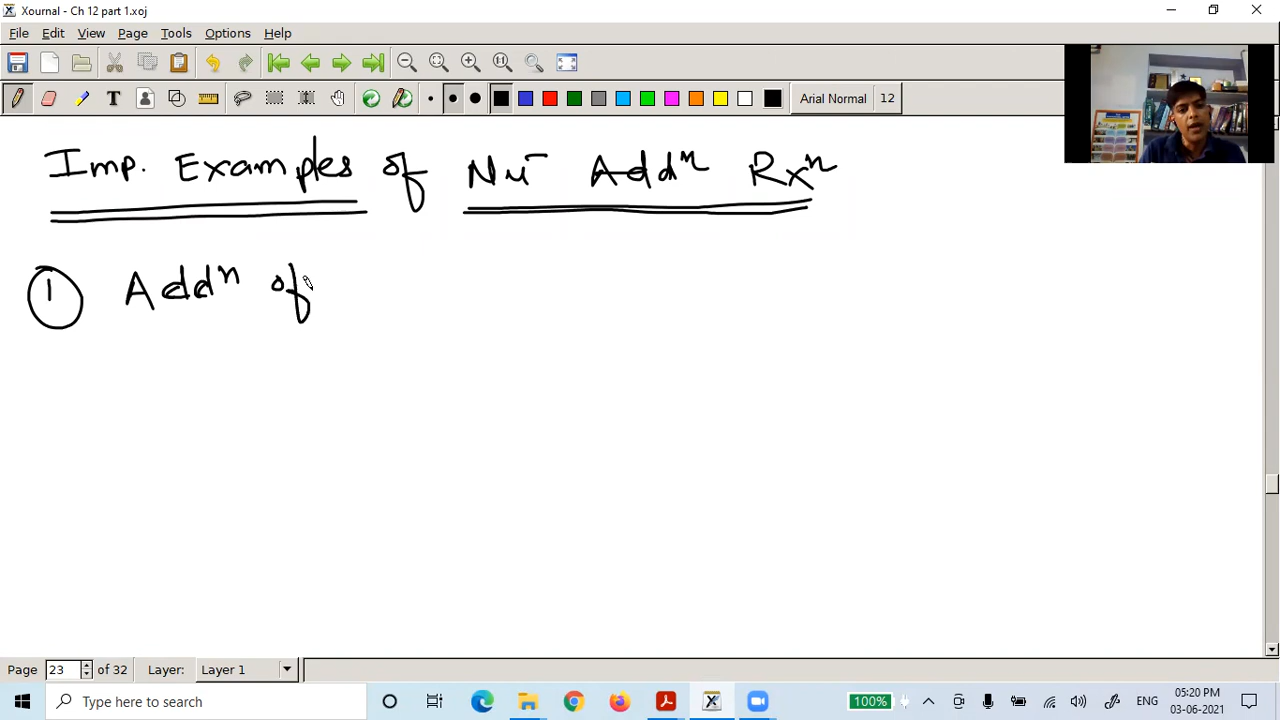 Xournal - Ch 12 part 1.xoj
File Edit View Page Tools Options Help
Arial Normal 12
Imp. Examples of Nu⁻ Addⁿ Rxⁿ
1 Addⁿ of
Page 23 of 32 Layer: Layer 1
Type here to search
100%
ENG
05:20 PM
03-06-2021